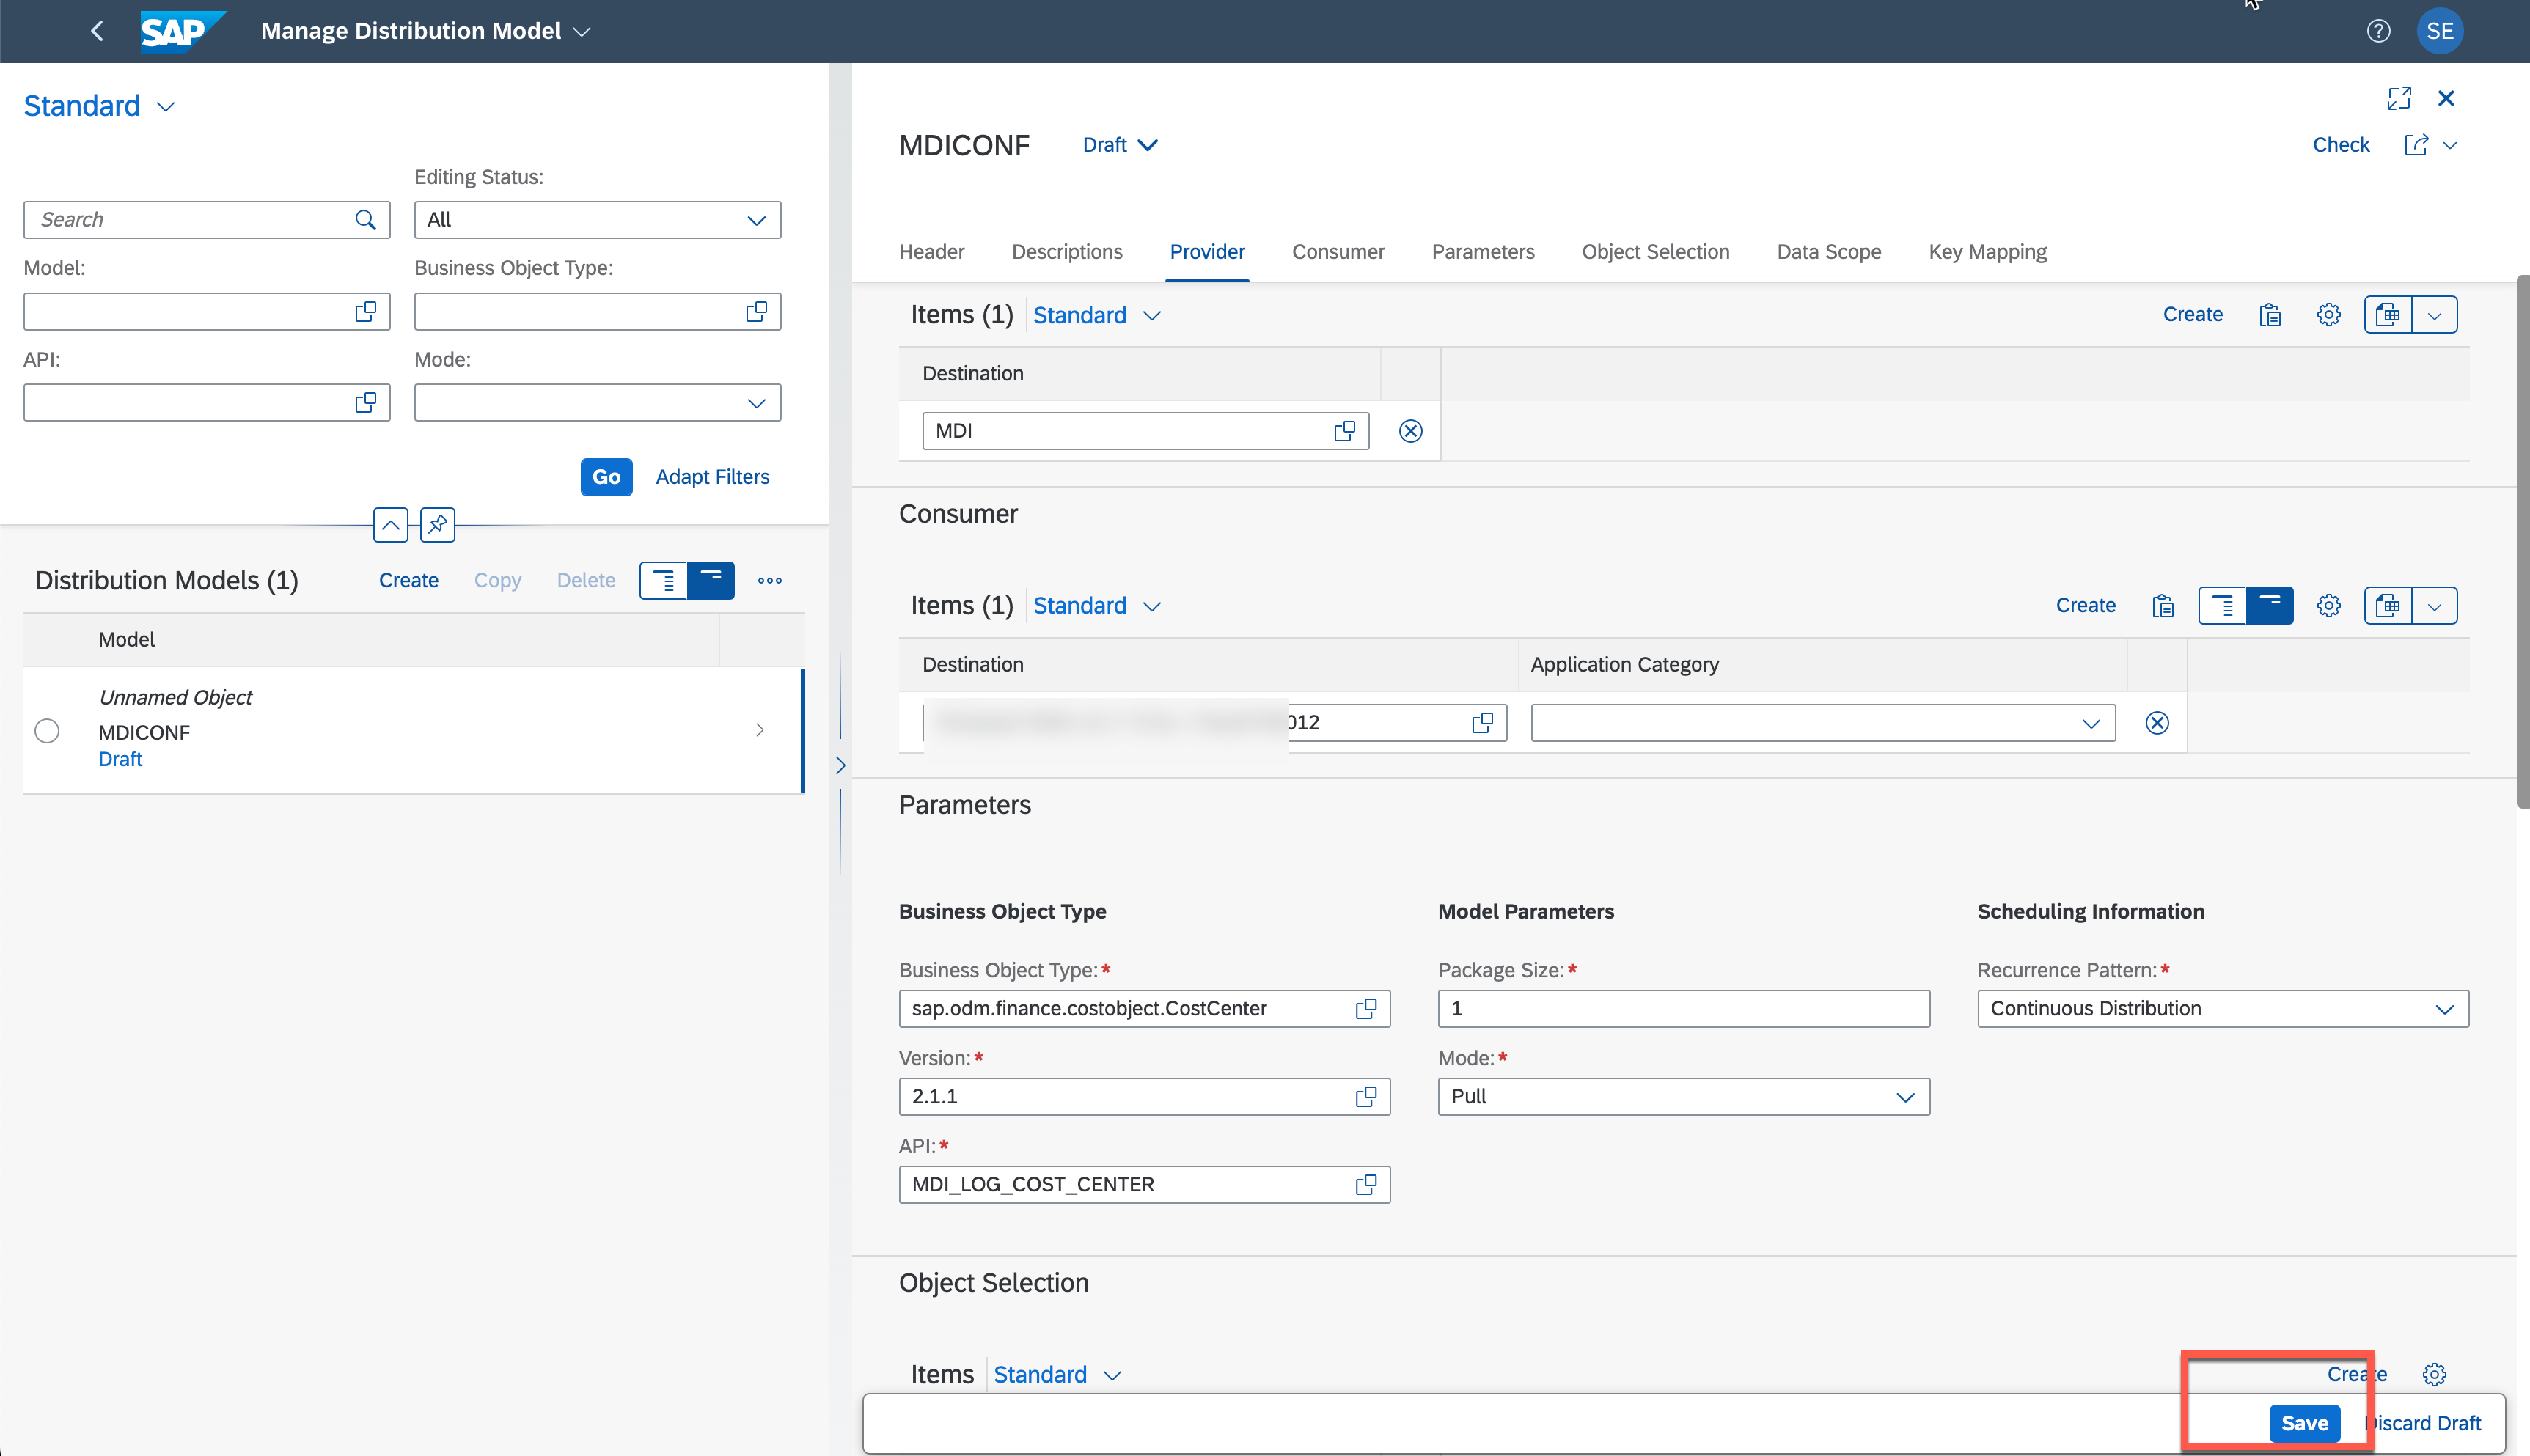 SAP Manage Distribution Model SE
Standard
Editing Status:
Search
All
Model:
Business Object Type:
API:
Mode:
Go Adapt Filters
Distribution Models (1) Create Copy Delete
Model
Unnamed Object
MDICONF
Draft
MDICONF Draft Check
Header Descriptions Provider Consumer Parameters Object Selection Data Scope Key Mapping
Items (1) Standard Create
Destination
MDI
Consumer
Items (1) Standard Create
Destination Application Category
012
Parameters
Business Object Type Model Parameters Scheduling Information
Business Object Type:* Package Size:* Recurrence Pattern:*
sap.odm.finance.costobject.CostCenter 1 Continuous Distribution
Version:* Mode:*
2.1.1 Pull
API:*
MDI_LOG_COST_CENTER
Object Selection
Items Standard Create
Save Discard Draft